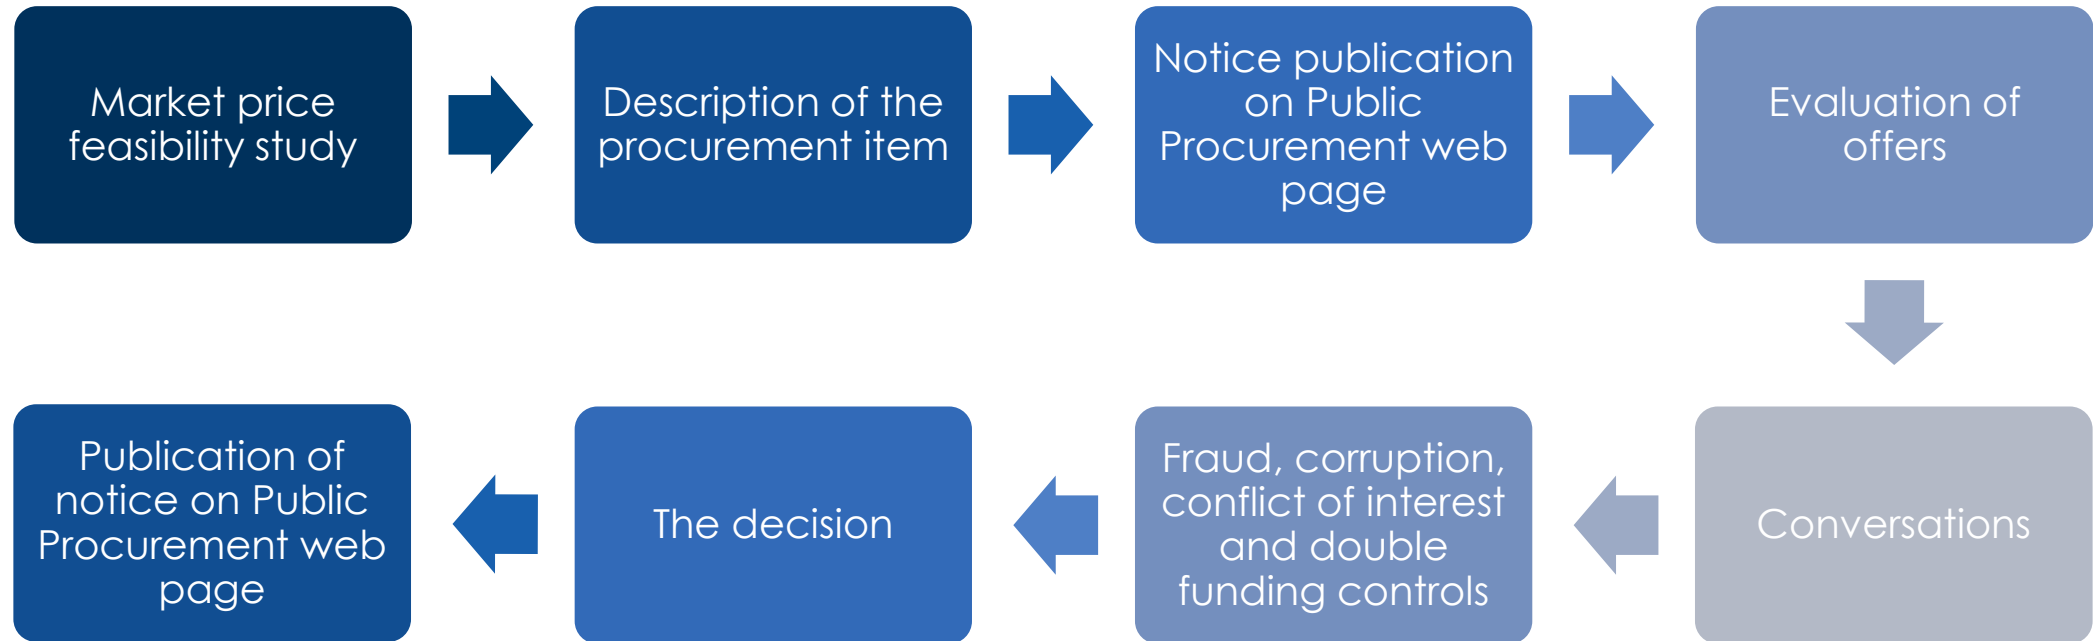 Market price
feasibility study
Description of the
procurement item
Notice publication
on Public
Procurement web
page
Evaluation of
offers
Conversations
Fraud, corruption,
conflict of interest
and double
funding controls
The decision
Publication of
notice on Public
Procurement web
page